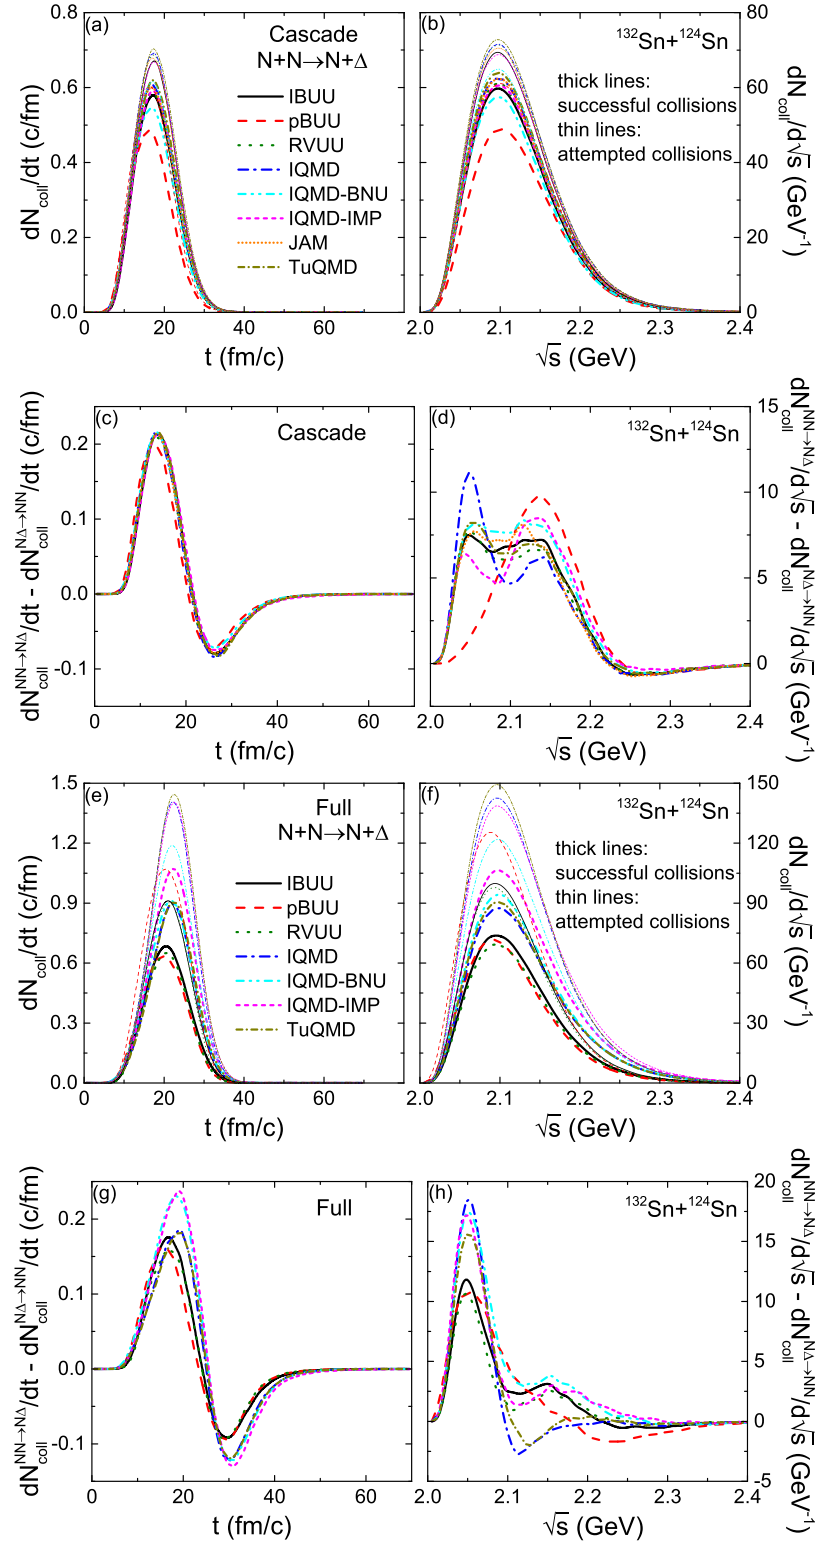 (a)
Cascade
N+N→N+Δ
IBUU
pBUU
RVUU
IQMD
IQMD-BNU
IQMD-IMP
JAM
TuQMD
0.8
0.6
0.4
0.2
0.0
0 20 40 60
t (fm/c)
dN_coll/dt (c/fm)
(b)
¹³²Sn+¹²⁴Sn
thick lines:
successful collisions
thin lines:
attempted collisions
80
60
40
20
0
2.0 2.1 2.2 2.3 2.4
√s (GeV)
dN_coll/d√s (GeV⁻¹)
(c)
Cascade
0.2
0.1
0.0
-0.1
0 20 40 60
t (fm/c)
dN_coll^NN→NΔ/dt - dN_coll^NΔ→NN/dt (c/fm)
(d)
¹³²Sn+¹²⁴Sn
15
10
5
0
2.0 2.1 2.2 2.3 2.4
√s (GeV)
dN_coll^NN→NΔ/d√s - dN_coll^NΔ→NN/d√s (GeV⁻¹)
(e)
Full
N+N→N+Δ
IBUU
pBUU
RVUU
IQMD
IQMD-BNU
IQMD-IMP
TuQMD
1.5
1.2
0.9
0.6
0.3
0.0
0 20 40 60
t (fm/c)
dN_coll/dt (c/fm)
(f)
¹³²Sn+¹²⁴Sn
thick lines:
successful collisions
thin lines:
attempted collisions
150
120
90
60
30
0
2.0 2.1 2.2 2.3 2.4
√s (GeV)
dN_coll/d√s (GeV⁻¹)
(g)
Full
0.2
0.1
0.0
-0.1
0 20 40 60
t (fm/c)
dN_coll^NN→NΔ/dt - dN_coll^NΔ→NN/dt (c/fm)
(h)
¹³²Sn+¹²⁴Sn
20
15
10
5
0
-5
2.0 2.1 2.2 2.3 2.4
√s (GeV)
dN_coll^NN→NΔ/d√s - dN_coll^NΔ→NN/d√s (GeV⁻¹)